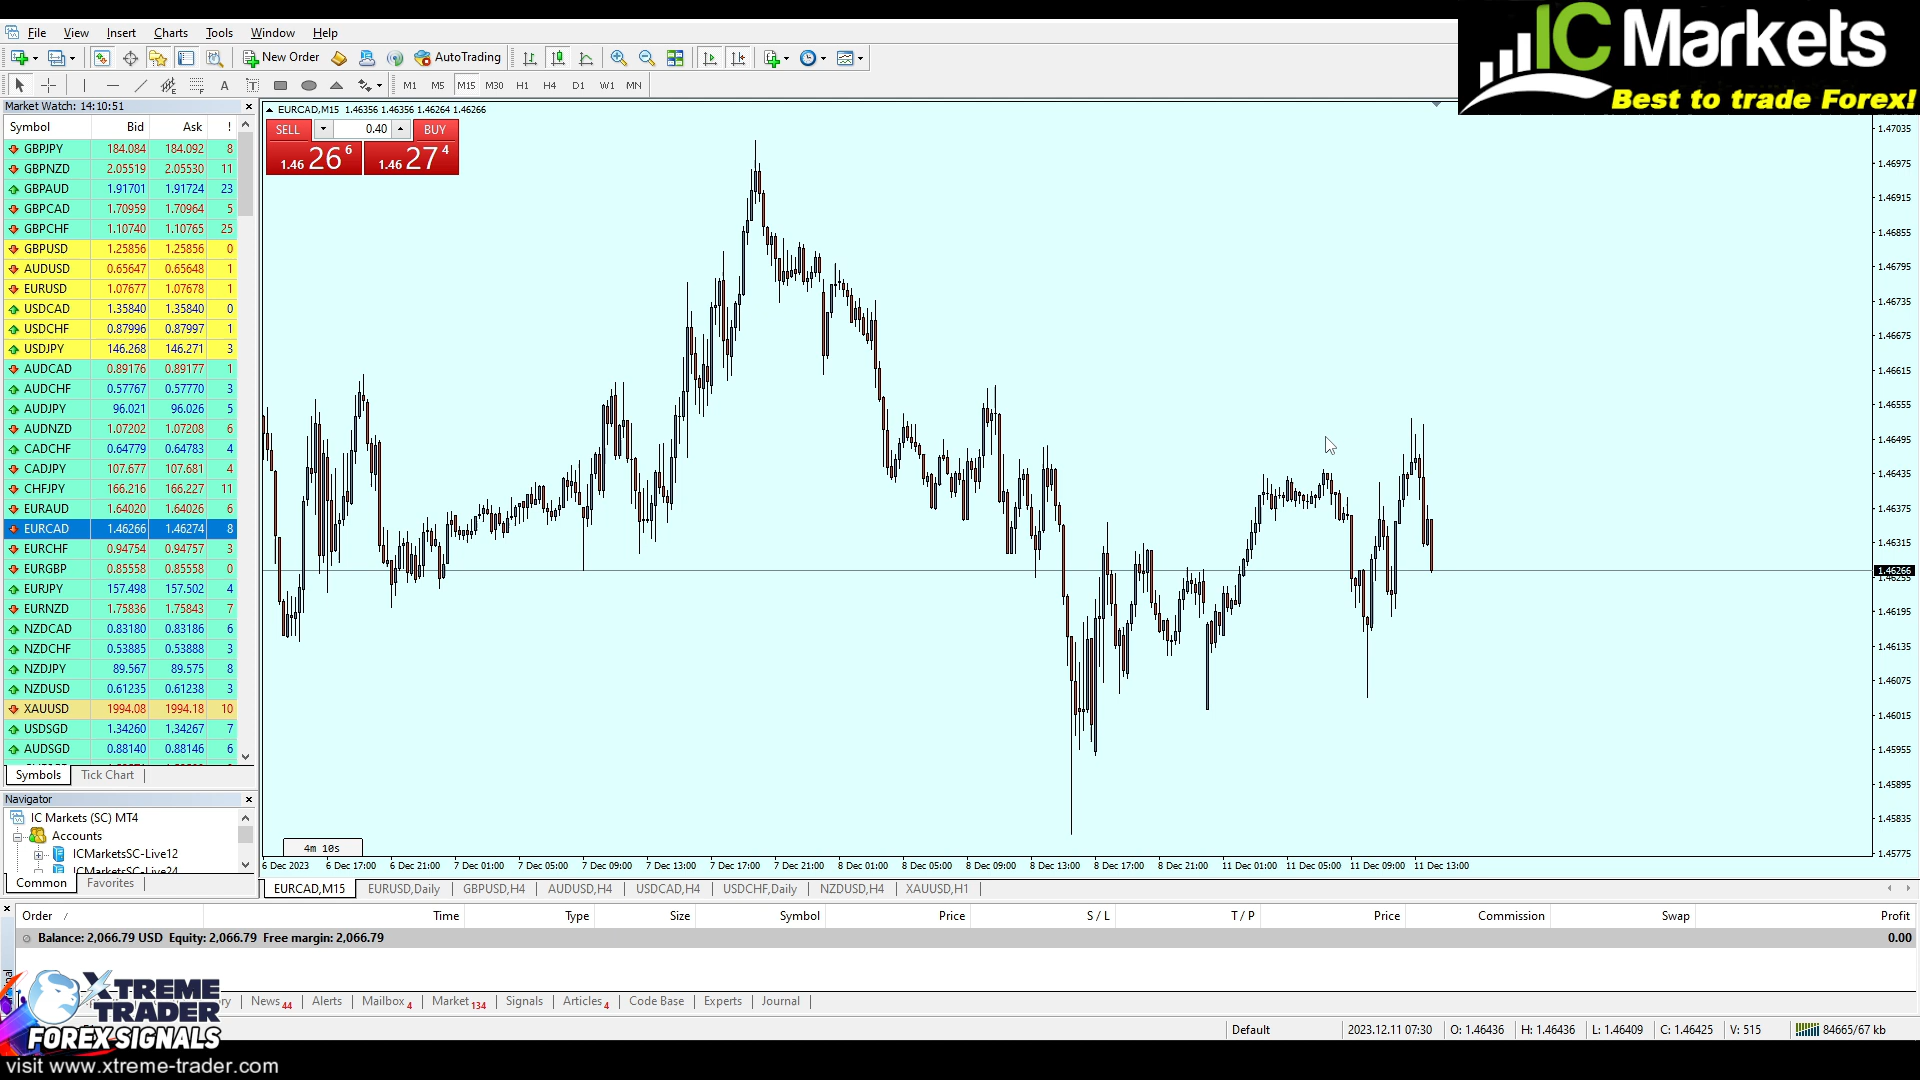 IC Markets
Best to trade Forex!
File View Insert Charts Tools Window Help
New Order AutoTrading
A T M1 M5 M15 M30 H1 H4 D1 W1 MN
Market Watch: 14:10:51
Symbol Bid Ask !
GBPJPY 184.084 184.092 8
GBPNZD 2.05519 2.05530 11
GBPAUD 1.91701 1.91724 23
GBPCAD 1.70959 1.70964 5
GBPCHF 1.10740 1.10765 25
GBPUSD 1.25856 1.25856 0
AUDUSD 0.65647 0.65648 1
EURUSD 1.07677 1.07678 1
USDCAD 1.35840 1.35840 0
USDCHF 0.87996 0.87997 1
USDJPY 146.268 146.271 3
AUDCAD 0.89176 0.89177 1
AUDCHF 0.57767 0.57770 3
AUDJPY 96.021 96.026 5
AUDNZD 1.07202 1.07208 6
CADCHF 0.64779 0.64783 4
CADJPY 107.677 107.681 4
CHFJPY 166.216 166.227 11
EURAUD 1.64020 1.64026 6
EURCAD 1.46266 1.46274 8
EURCHF 0.94754 0.94757 3
EURGBP 0.85558 0.85558 0
EURJPY 157.498 157.502 4
EURNZD 1.75836 1.75843 7
NZDCAD 0.83180 0.83186 6
NZDCHF 0.53885 0.53888 3
NZDJPY 89.567 89.575 8
NZDUSD 0.61235 0.61238 3
XAUUSD 1994.08 1994.18 10
USDSGD 1.34260 1.34267 7
AUDSGD 0.88140 0.88146 6
Symbols Tick Chart
Navigator
IC Markets (SC) MT4
Accounts
ICMarketsSC-Live12
ICMarketsSC-Live24
Common Favorites
EURCAD,M15 1.46356 1.46356 1.46264 1.46266
SELL 0.40 BUY
1.46 26 6 1.46 27 4
1.47035
1.46975
1.46915
1.46855
1.46795
1.46735
1.46675
1.46615
1.46555
1.46495
1.46435
1.46375
1.46315
1.46266
1.46255
1.46195
1.46135
1.46075
1.46015
1.45955
1.45895
1.45835
1.45775
4m 10s
6 Dec 2023 6 Dec 17:00 6 Dec 21:00 7 Dec 01:00 7 Dec 05:00 7 Dec 09:00 7 Dec 13:00 7 Dec 17:00 7 Dec 21:00 8 Dec 01:00 8 Dec 05:00 8 Dec 09:00 8 Dec 13:00 8 Dec 17:00 8 Dec 21:00 11 Dec 01:00 11 Dec 05:00 11 Dec 09:00 11 Dec 13:00
EURCAD,M15 EURUSD,Daily GBPUSD,H4 AUDUSD,H4 USDCAD,H4 USDCHF,Daily NZDUSD,H4 XAUUSD,H1
Order / Time Type Size Symbol Price S / L T / P Price Commission Swap Profit
Balance: 2,066.79 USD Equity: 2,066.79 Free margin: 2,066.79 0.00
News 44 Alerts Mailbox 4 Market 134 Signals Articles 4 Code Base Experts Journal
XTREME
TRADER
FOREX SIGNALS
Default 2023.12.11 07:30 O: 1.46436 H: 1.46436 L: 1.46409 C: 1.46425 V: 515 84665/67 kb
visit www.xtreme-trader.com